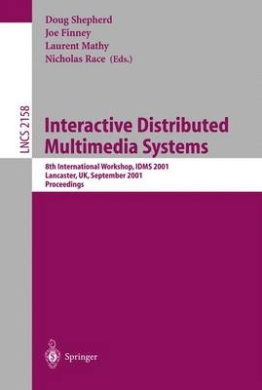 Doug Shepherd
Joe Finney
Laurent Mathy
Nicholas Race (Eds.)
LNCS 2158
Interactive Distributed
Multimedia Systems
8th International Workshop, IDMS 2001
Lancaster, UK, September 2001
Proceedings
Springer